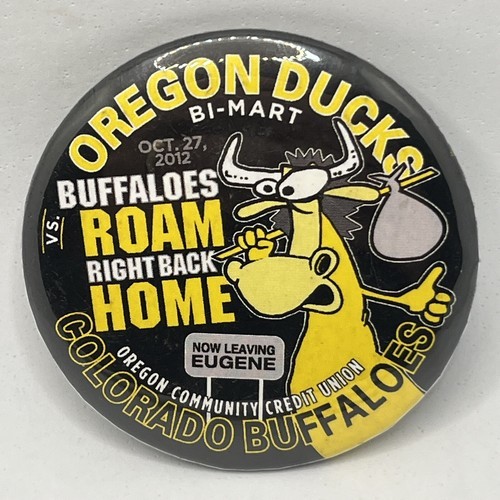 OREGON DUCKS
BI-MART
OCT. 27,
2012
VS.
BUFFALOES
ROAM
RIGHT BACK
HOME
NOW LEAVING
EUGENE
OREGON COMMUNITY CREDIT UNION
COLORADO BUFFALOES